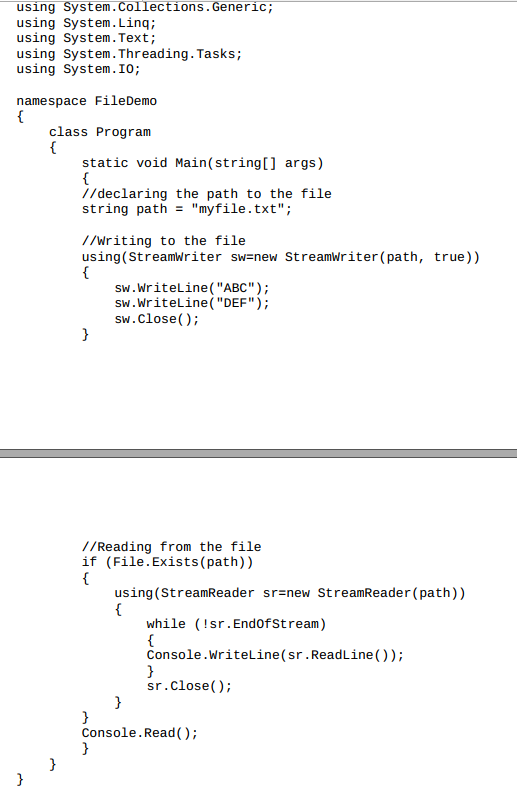 using System.Collections.Generic;
using System.Linq;
using System.Text;
using System.Threading.Tasks;
using System.IO;
namespace FileDemo
{
class Program
{
static void Main(string[] args)
{
//declaring the path to the file
string path = "myfile.txt";
//Writing to the file
using(StreamWriter sw=new StreamWriter(path, true))
{
sw.WriteLine("ABC");
sw.WriteLine("DEF");
sw.Close();
}
//Reading from the file
if (File.Exists(path))
{
using(StreamReader sr=new StreamReader(path))
{
while (!sr.EndOfStream)
{
Console.WriteLine(sr.ReadLine());
}
sr.Close();
}
}
Console.Read();
}
}
}